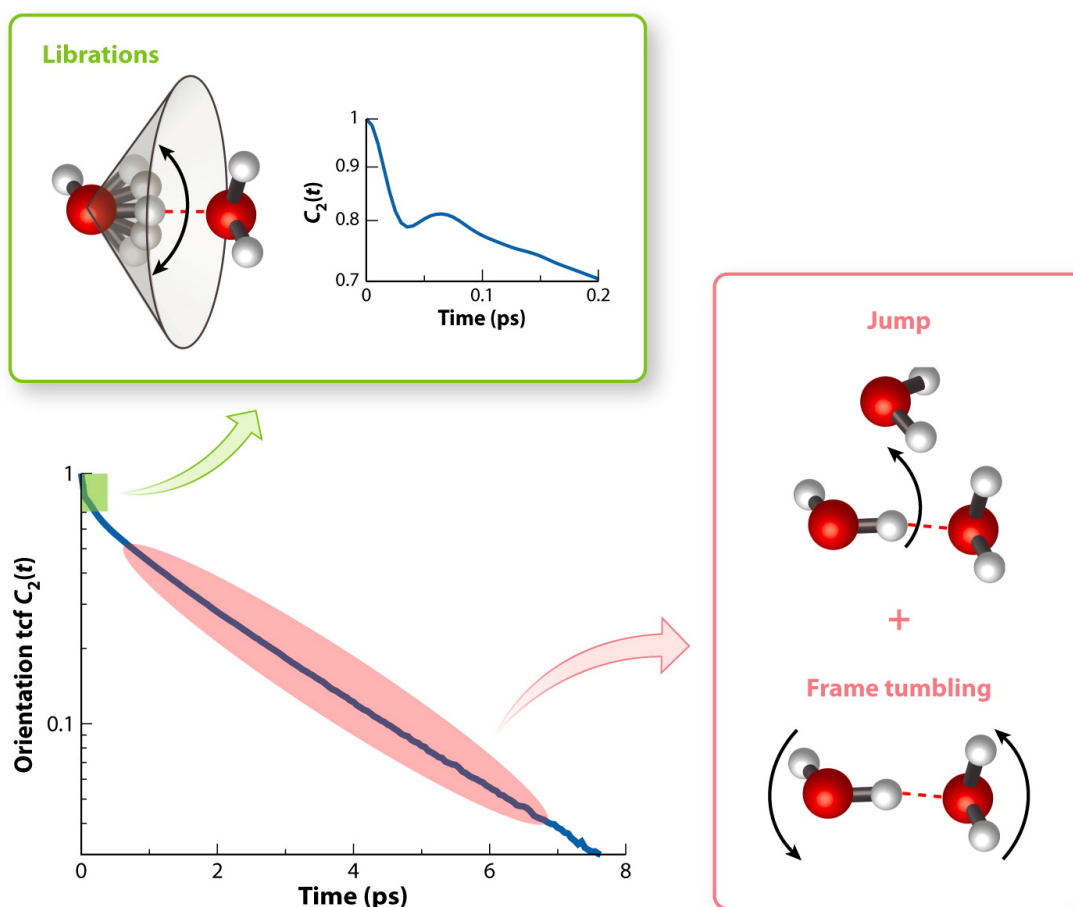 Librations
1
0.9
0.8
0.7
C₂(t)
0
0.1
0.2
Time (ps)
Jump
+
Frame tumbling
1
0.1
Orientation tcf C₂(t)
0
2
4
6
8
Time (ps)